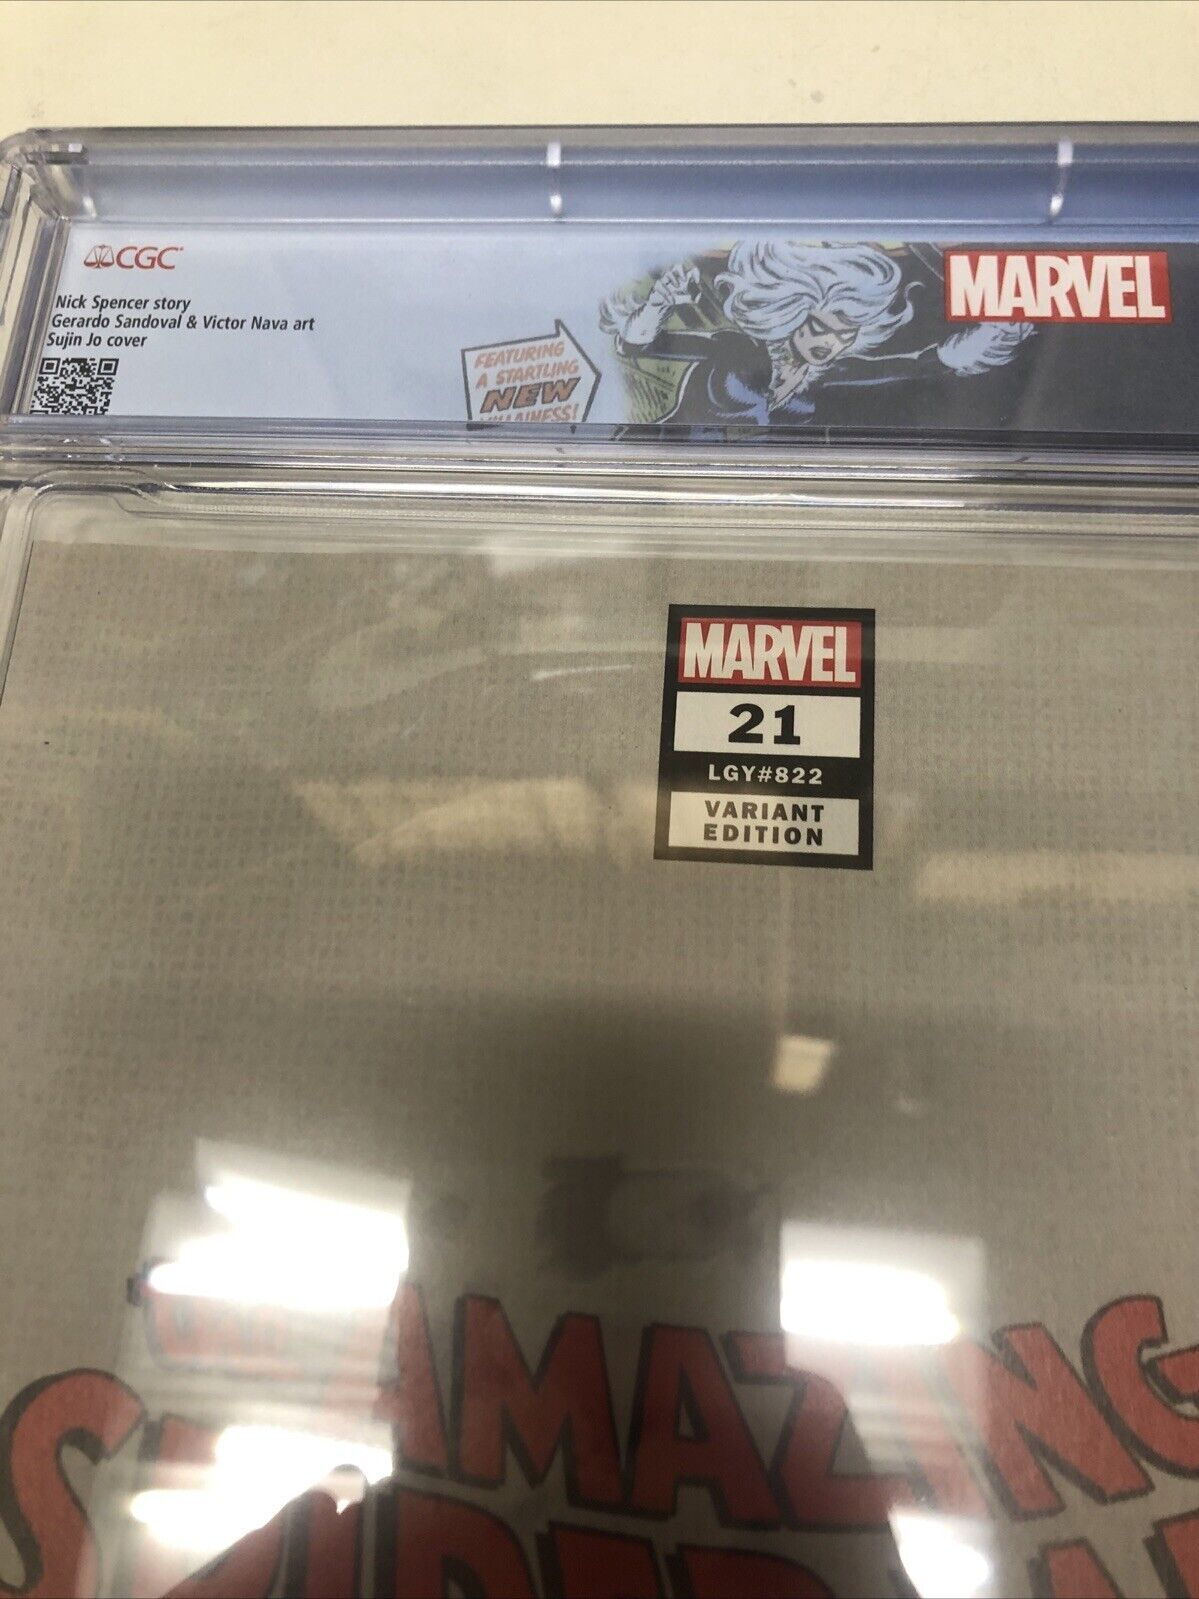 CGC
MARVEL
Nick Spencer story
Gerardo Sandoval & Victor Nava art
Sujin Jo cover
FEATURING
A STARTLING
NEW
VILLAINESS!
MARVEL
21
LGY#822
VARIANT
EDITION
AMAZING